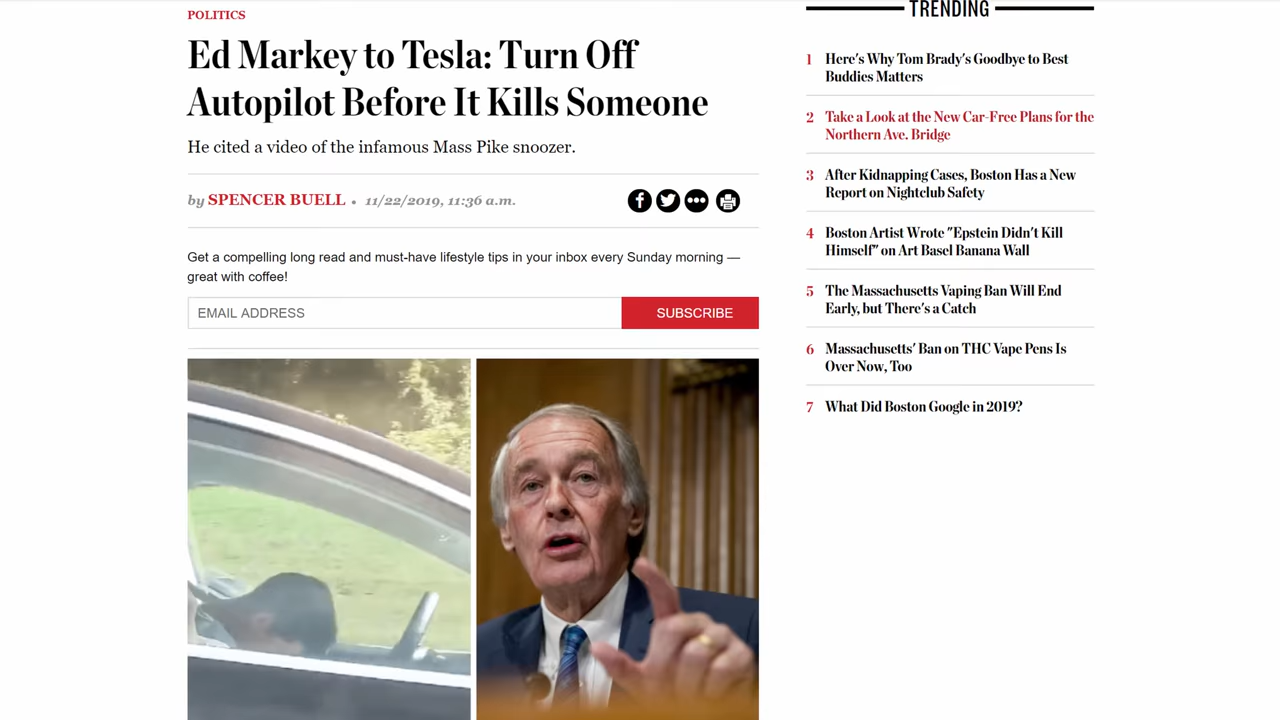 POLITICS
Ed Markey to Tesla: Turn Off
Autopilot Before It Kills Someone
He cited a video of the infamous Mass Pike snoozer.
by SPENCER BUELL • 11/22/2019, 11:36 a.m.
Get a compelling long read and must-have lifestyle tips in your inbox every Sunday morning —
great with coffee!
EMAIL ADDRESS
SUBSCRIBE
TRENDING
1 Here's Why Tom Brady's Goodbye to Best
Buddies Matters
2 Take a Look at the New Car-Free Plans for the
Northern Ave. Bridge
3 After Kidnapping Cases, Boston Has a New
Report on Nightclub Safety
4 Boston Artist Wrote "Epstein Didn't Kill
Himself" on Art Basel Banana Wall
5 The Massachusetts Vaping Ban Will End
Early, but There's a Catch
6 Massachusetts' Ban on THC Vape Pens Is
Over Now, Too
7 What Did Boston Google in 2019?